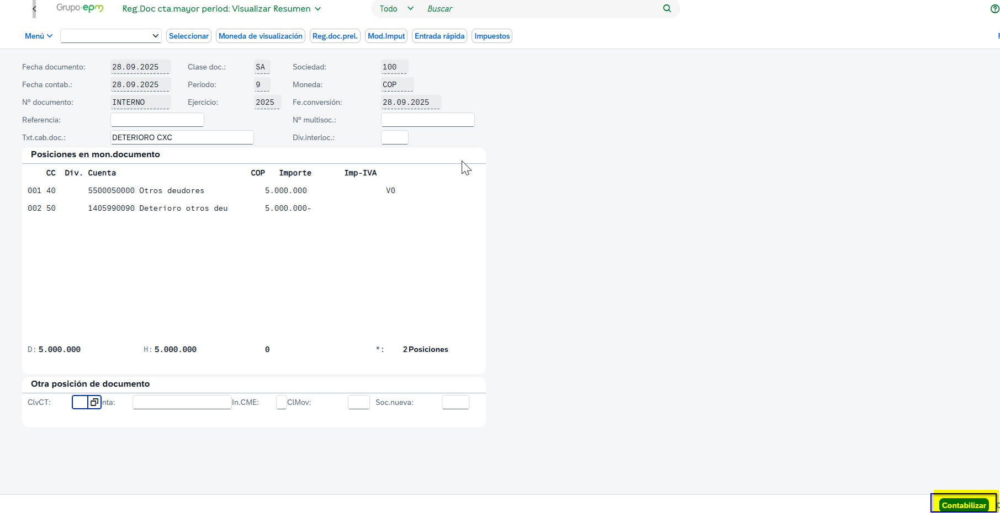 Grupo·epm Reg.Doc cta.mayor period: Visualizar Resumen Todo Buscar
Menú Seleccionar Moneda de visualización Reg.doc.prel. Mod.Imput Entrada rápida Impuestos
Fecha documento: 28.09.2025 Clase doc.: SA Sociedad: 100
Fecha contab.: 28.09.2025 Período: 9 Moneda: COP
Nº documento: INTERNO Ejercicio: 2025 Fe.conversión: 28.09.2025
Referencia: Nº multisoc.:
Txt.cab.doc.: DETERIORO CXC Div.interloc.:
Posiciones en mon.documento
CC Div. Cuenta COP Importe Imp-IVA
001 40 5500050000 Otros deudores 5.000.000 V0
002 50 1405990090 Deterioro otros deu 5.000.000-
D: 5.000.000 H: 5.000.000 0 *: 2 Posiciones
Otra posición de documento
ClvCT: nta: In.CME: ClMov: Soc.nueva:
Contabilizar